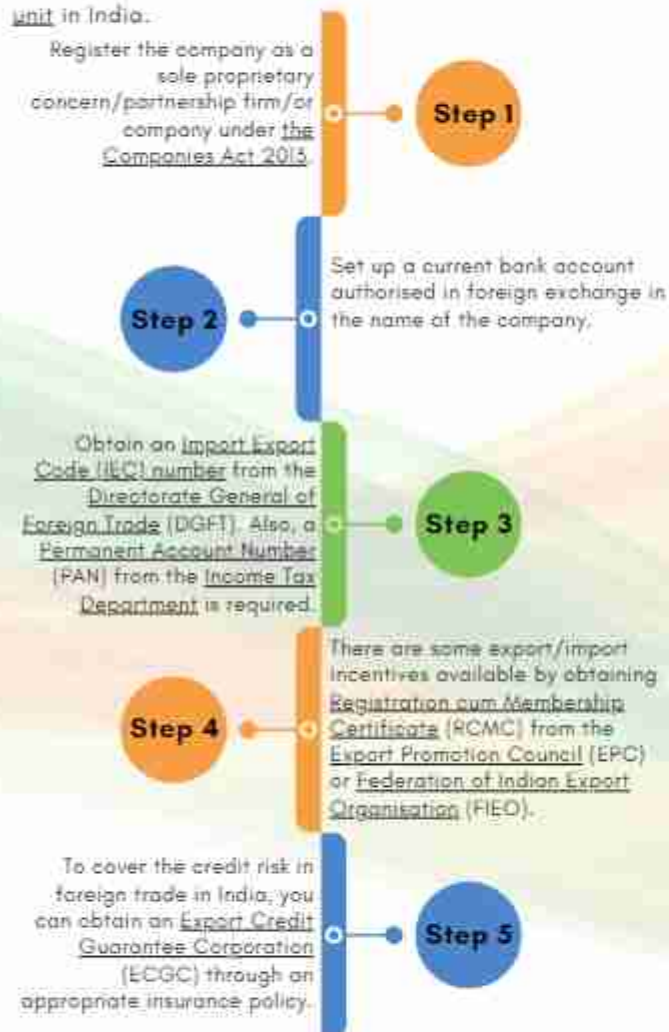 unit in India.
Register the company as a
sole proprietary
concern/partnership firm/or
company under the
Companies Act 2013.
Step 1
Step 2
Set up a current bank account
authorised in foreign exchange in
the name of the company.
Obtain an Import Export
Code (IEC) number from the
Directorate General of
Foreign Trade (DGFT). Also, a
Permanent Account Number
(PAN) from the Income Tax
Department is required.
Step 3
Step 4
There are some export/import
incentives available by obtaining
Registration cum Membership
Certificate (RCMC) from the
Export Promotion Council (EPC)
or Federation of Indian Export
Organisation (FIEO).
To cover the credit risk in
foreign trade in India, you
can obtain an Export Credit
Guarantee Corporation
(ECGC) through an
appropriate insurance policy.
Step 5